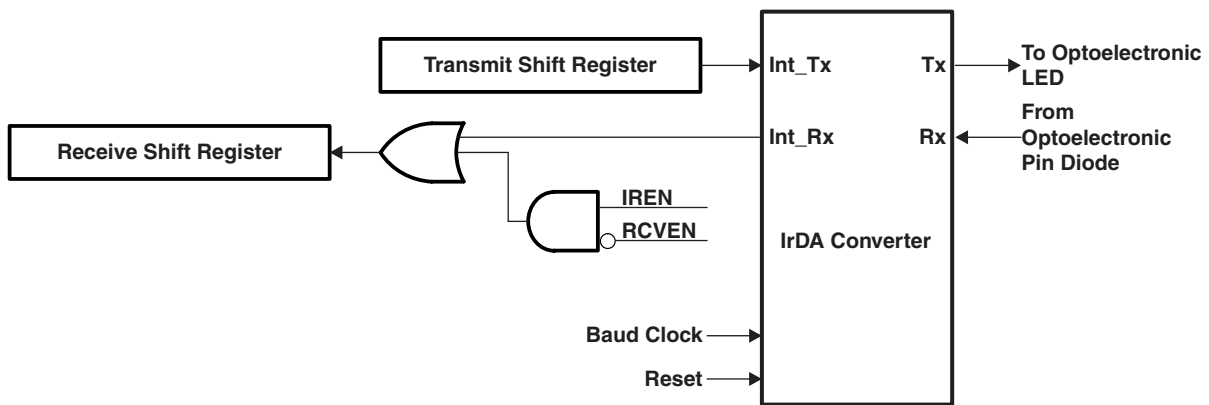 Transmit Shift Register
Int_Tx
Tx
To Optoelectronic
LED
Receive Shift Register
Int_Rx
Rx
From
Optoelectronic
Pin Diode
IREN
RCVEN
IrDA Converter
Baud Clock
Reset